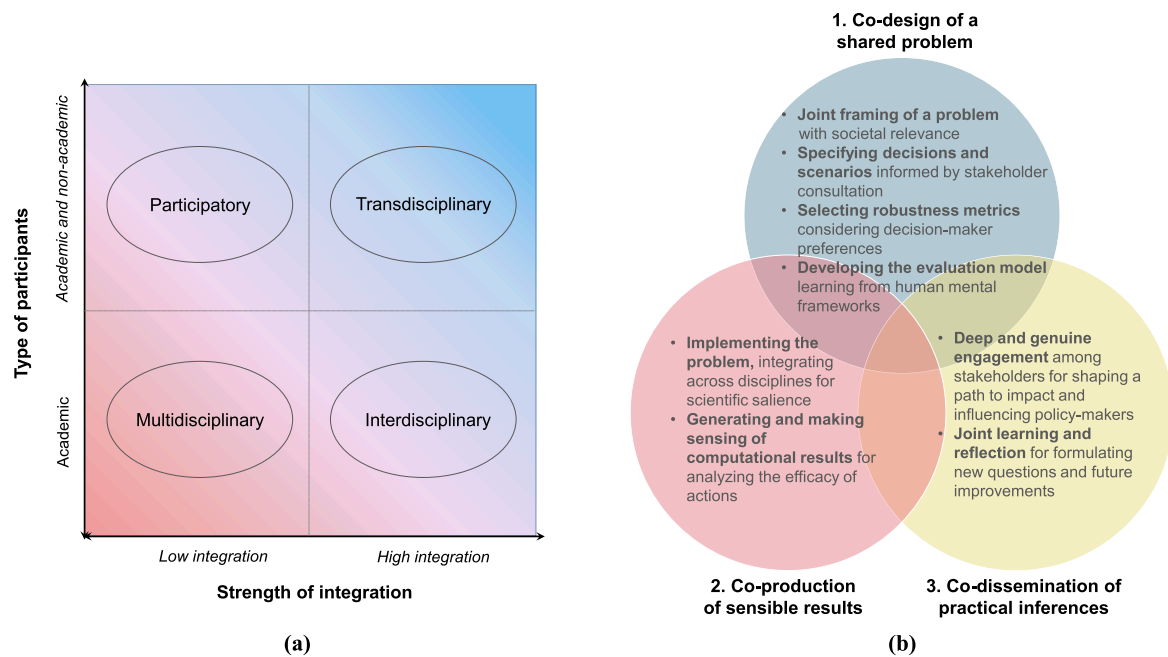 Type of participants
Academic and non-academic
Academic
Participatory
Transdisciplinary
Multidisciplinary
Interdisciplinary
Low integration
High integration
Strength of integration
(a)
1. Co-design of a
shared problem
• Joint framing of a problem
with societal relevance
• Specifying decisions and
scenarios informed by stakeholder
consultation
• Selecting robustness metrics
considering decision-maker
preferences
• Developing the evaluation model
learning from human mental
frameworks
• Implementing the
problem, integrating
across disciplines for
scientific salience
• Generating and making
sensing of
computational results for
analyzing the efficacy of
actions
• Deep and genuine
engagement among
stakeholders for shaping a
path to impact and
influencing policy-makers
• Joint learning and
reflection for formulating
new questions and future
improvements
2. Co-production
of sensible results
3. Co-dissemination of
practical inferences
(b)